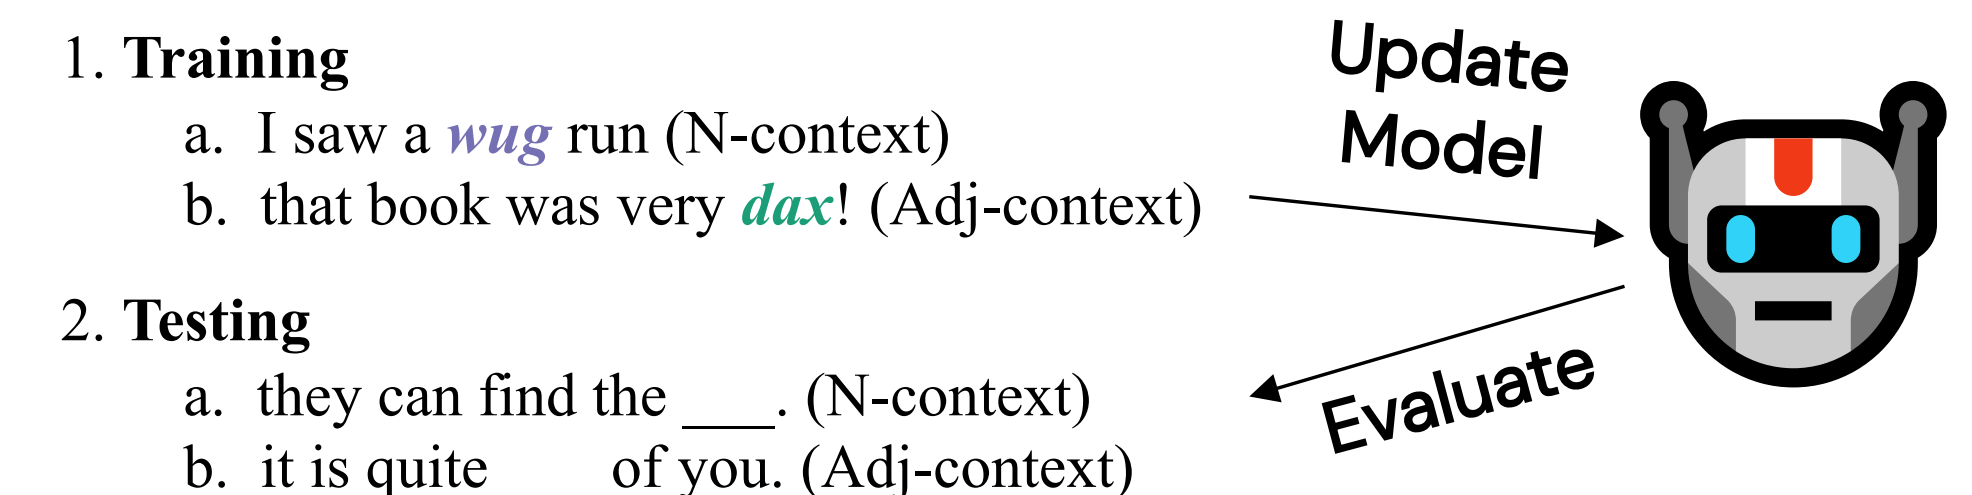 1. Training
a. I saw a wug run (N-context)
b. that book was very dax! (Adj-context)
2. Testing
a. they can find the ___. (N-context)
b. it is quite of you. (Adj-context)
Update
Model
Evaluate